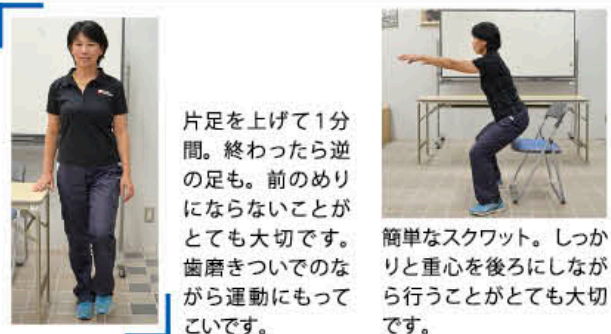 片足を上げて1分
間。終わったら逆
の足も。前のめり
にならないことが
とても大切です。
歯磨きついでのな
がら運動にもって
こいです。
簡単なスクワット。しっか
りと重心を後ろにしなが
ら行うことがとても大切
です。